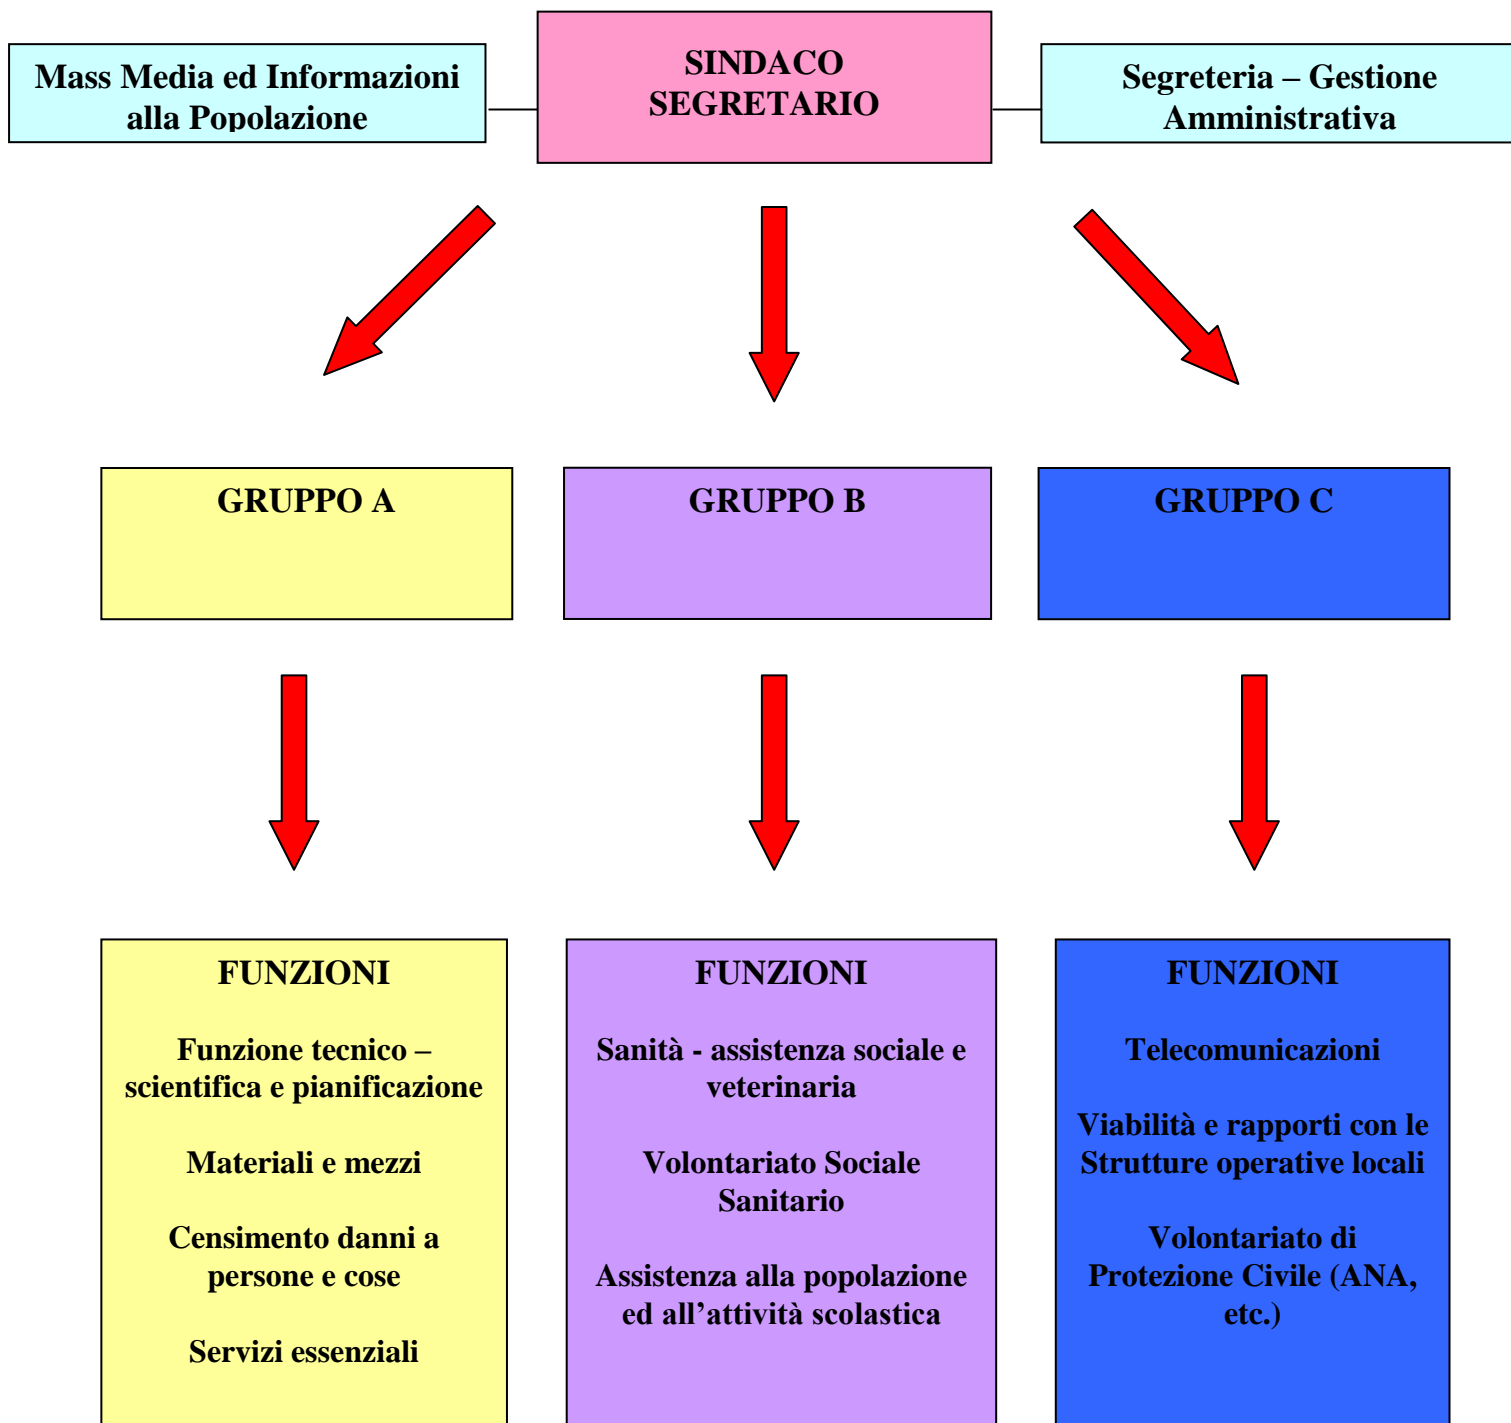 Mass Media ed Informazioni
alla Popolazione
SINDACO
SEGRETARIO
Segreteria – Gestione
Amministrativa
GRUPPO A
GRUPPO B
GRUPPO C
FUNZIONI
Funzione tecnico –
scientifica e pianificazione
Materiali e mezzi
Censimento danni a
persone e cose
Servizi essenziali
FUNZIONI
Sanità - assistenza sociale e
veterinaria
Volontariato Sociale
Sanitario
Assistenza alla popolazione
ed all’attività scolastica
FUNZIONI
Telecomunicazioni
Viabilità e rapporti con le
Strutture operative locali
Volontariato di
Protezione Civile (ANA,
etc.)